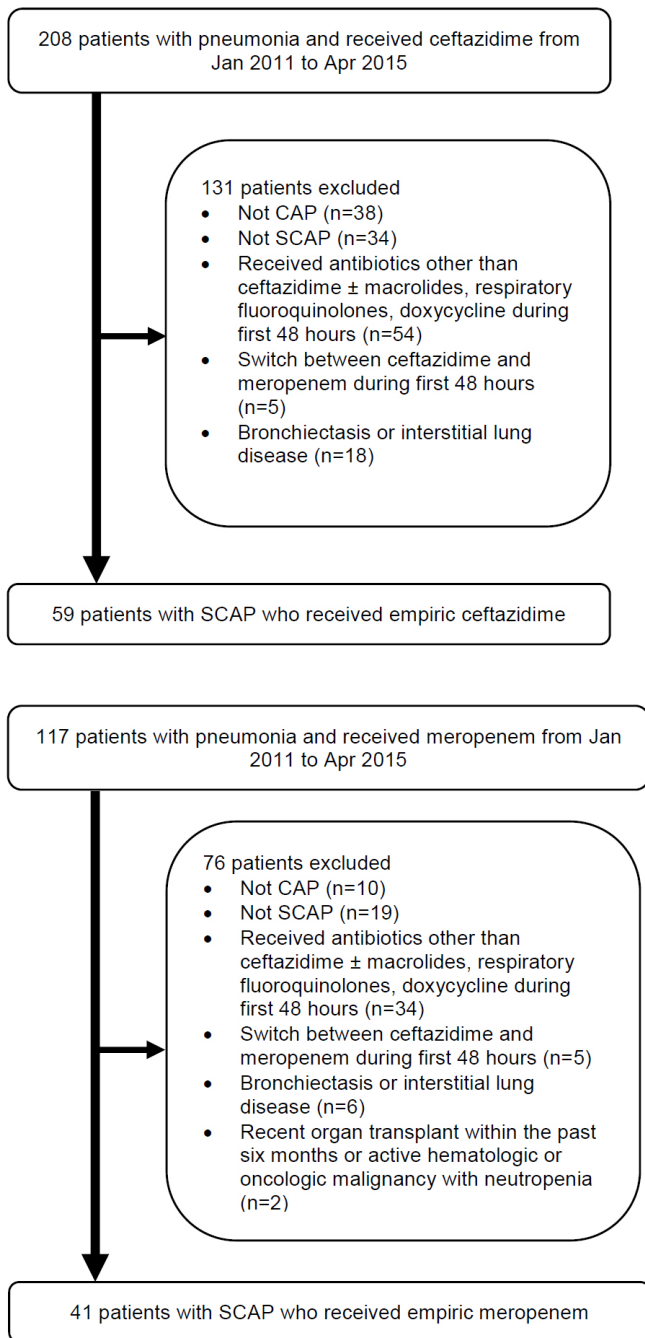 208 patients with pneumonia and received ceftazidime from
Jan 2011 to Apr 2015
131 patients excluded
• Not CAP (n=38)
• Not SCAP (n=34)
• Received antibiotics other than
ceftazidime ± macrolides, respiratory
fluoroquinolones, doxycycline during
first 48 hours (n=54)
• Switch between ceftazidime and
meropenem during first 48 hours
(n=5)
• Bronchiectasis or interstitial lung
disease (n=18)
59 patients with SCAP who received empiric ceftazidime
117 patients with pneumonia and received meropenem from Jan
2011 to Apr 2015
76 patients excluded
• Not CAP (n=10)
• Not SCAP (n=19)
• Received antibiotics other than
ceftazidime ± macrolides, respiratory
fluoroquinolones, doxycycline during
first 48 hours (n=34)
• Switch between ceftazidime and
meropenem during first 48 hours (n=5)
• Bronchiectasis or interstitial lung
disease (n=6)
• Recent organ transplant within the past
six months or active hematologic or
oncologic malignancy with neutropenia
(n=2)
41 patients with SCAP who received empiric meropenem